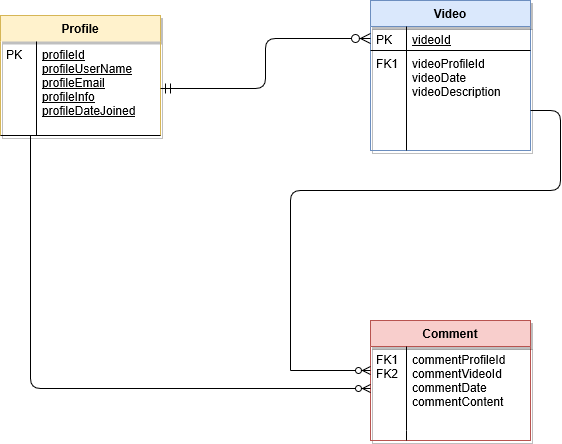 Profile
PK profileId
profileUserName
profileEmail
profileInfo
profileDateJoined
Video
PK videoId
FK1 videoProfileId
videoDate
videoDescription
Comment
FK1 commentProfileId
FK2 commentVideoId
commentDate
commentContent